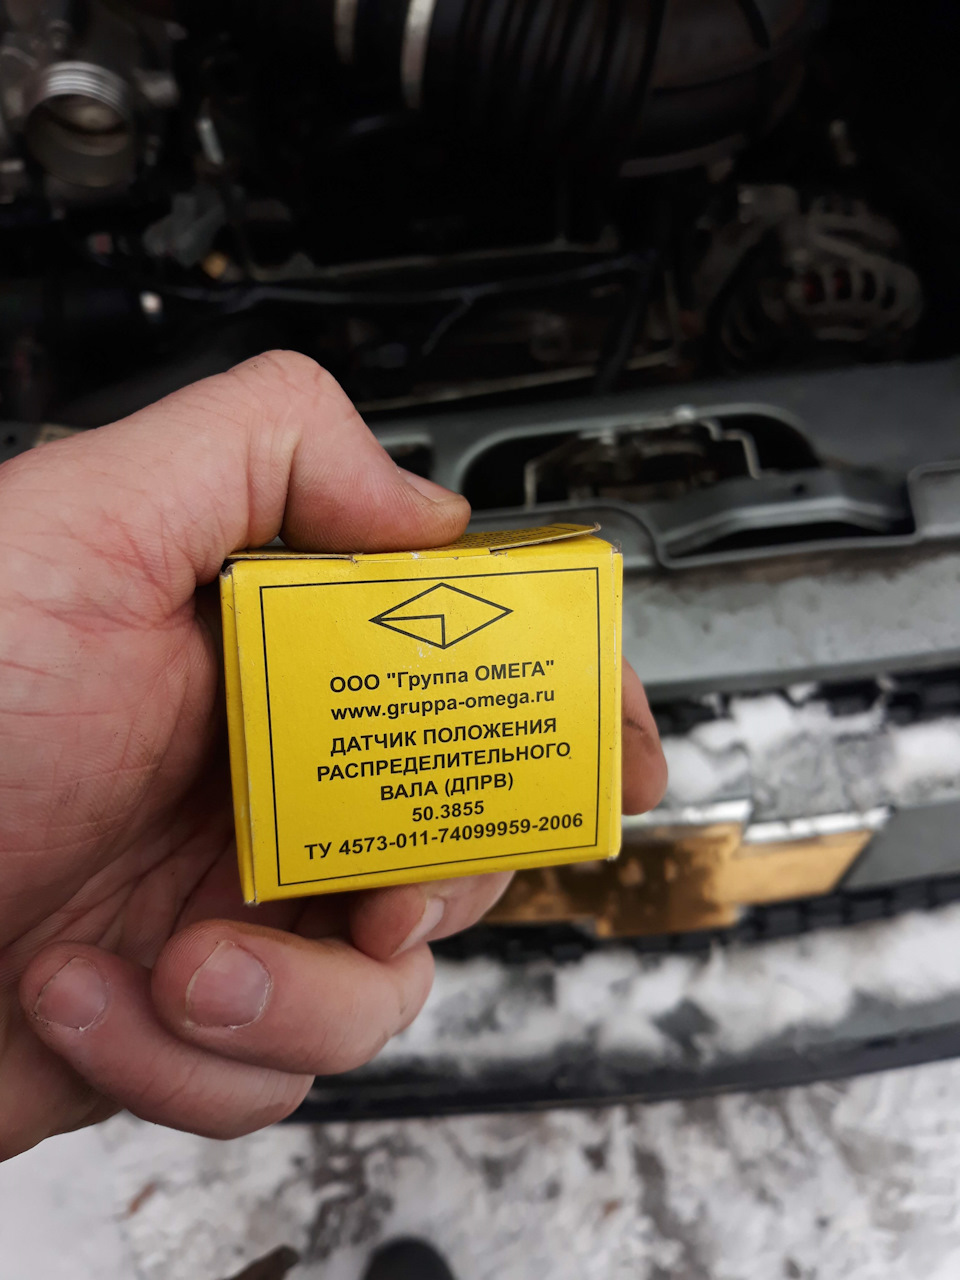 ООО "Группа ОМЕГА"
www.gruppa-omega.ru
ДАТЧИК ПОЛОЖЕНИЯ
РАСПРЕДЕЛИТЕЛЬНОГО
ВАЛА (ДПРВ)
50.3855
ТУ 4573-011-74099959-2006